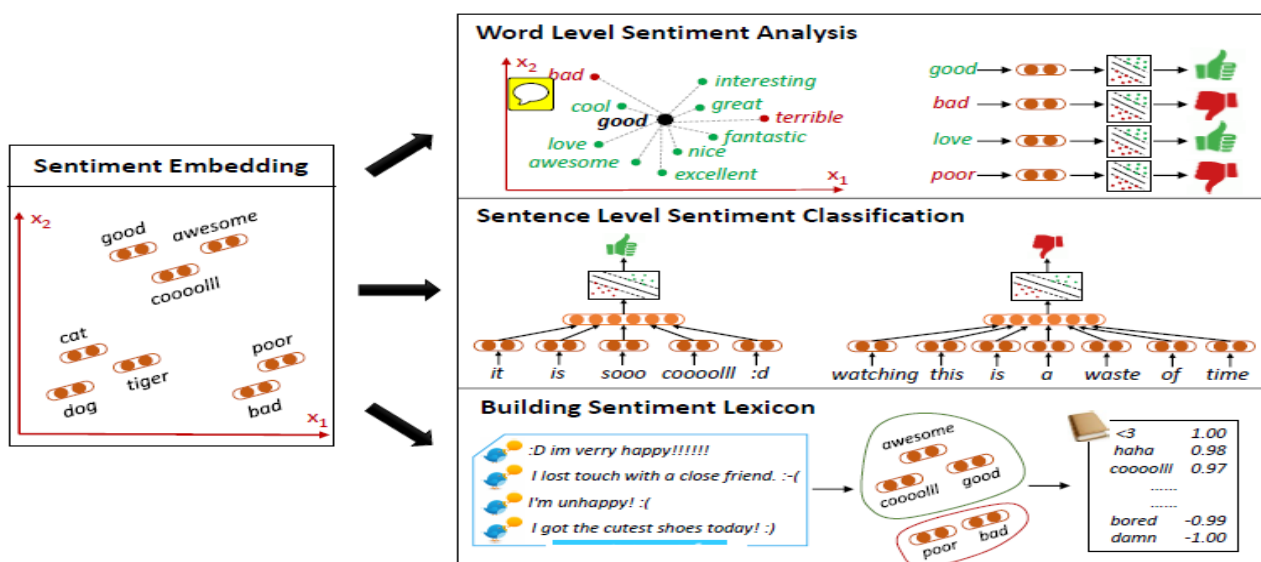 Sentiment Embedding
x2
good
awesome
coooolll
cat
tiger
dog
poor
bad
x1
Word Level Sentiment Analysis
x2
bad
interesting
cool
great
good
terrible
love
fantastic
awesome
nice
excellent
x1
good
bad
love
poor
Sentence Level Sentiment Classification
it is sooo coooolll :d
watching this is a waste of time
Building Sentiment Lexicon
:D im verry happy!!!!!!
I lost touch with a close friend. :-(
I'm unhappy! :(
I got the cutest shoes today! :)
awesome
coooolll
good
poor
bad
<3 1.00
haha 0.98
coooolll 0.97
......
......
bored -0.99
damn -1.00